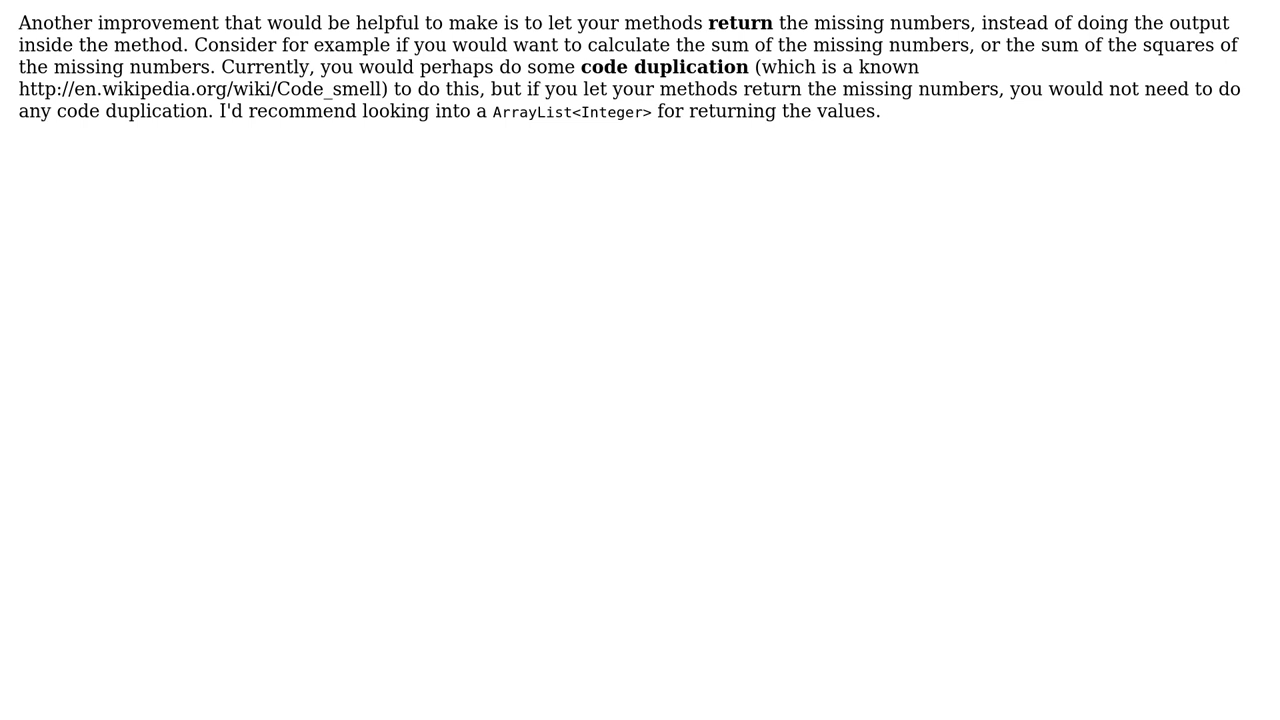 Another improvement that would be helpful to make is to let your methods return the missing numbers, instead of doing the output
inside the method. Consider for example if you would want to calculate the sum of the missing numbers, or the sum of the squares of
the missing numbers. Currently, you would perhaps do some code duplication (which is a known
http://en.wikipedia.org/wiki/Code_smell) to do this, but if you let your methods return the missing numbers, you would not need to do
any code duplication. I'd recommend looking into a ArrayList<Integer> for returning the values.